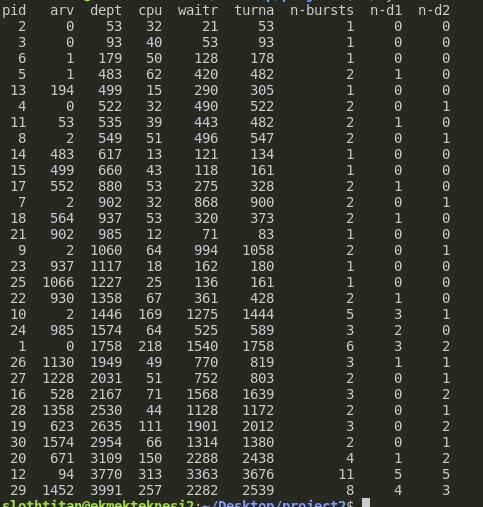 pid arv dept cpu waitr turna n-bursts n-d1 n-d2
2 0 53 32 21 53 1 0 0
3 0 93 40 53 93 1 0 0
6 1 179 50 128 178 1 0 0
5 1 483 62 420 482 2 1 0
13 194 499 15 290 305 1 0 0
4 0 522 32 490 522 2 0 1
11 53 535 39 443 482 2 1 0
8 2 549 51 496 547 2 0 1
14 483 617 13 121 134 1 0 0
15 499 660 43 118 161 1 0 0
17 552 880 53 275 328 2 1 0
7 2 902 32 868 900 2 0 1
18 564 937 53 320 373 2 1 0
21 902 985 12 71 83 1 0 0
9 2 1060 64 994 1058 2 0 1
23 937 1117 18 162 180 1 0 0
25 1066 1227 25 136 161 1 0 0
22 930 1358 67 361 428 2 1 0
10 2 1446 169 1275 1444 5 3 1
24 985 1574 64 525 589 3 2 0
1 0 1758 218 1540 1758 6 3 2
26 1130 1949 49 770 819 3 1 1
27 1228 2031 51 752 803 2 0 1
16 528 2167 71 1568 1639 3 0 2
28 1358 2530 44 1128 1172 2 0 1
19 623 2635 111 1901 2012 3 0 2
30 1574 2954 66 1314 1380 2 0 1
20 671 3109 150 2288 2438 4 1 2
12 94 3770 313 3363 3676 11 5 5
29 1452 3991 257 2282 2539 8 4 3
slothtitan@ekmekteknesi2:~/Desktop/project2$